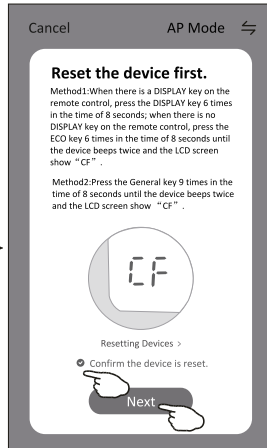 Cancel AP Mode
Reset the device first.
Method1:When there is a DISPLAY key on the
remote control, press the DISPLAY key 6 times
in the time of 8 seconds; when there is no
DISPLAY key on the remote control, press the
ECO key 6 times in the time of 8 seconds until
the device beeps twice and the LCD screen
show “CF”.
Method2:Press the General key 9 times in the
time of 8 seconds until the device beeps twice
and the LCD screen show “CF”.
CF
Resetting Devices >
Confirm the device is reset.
Next